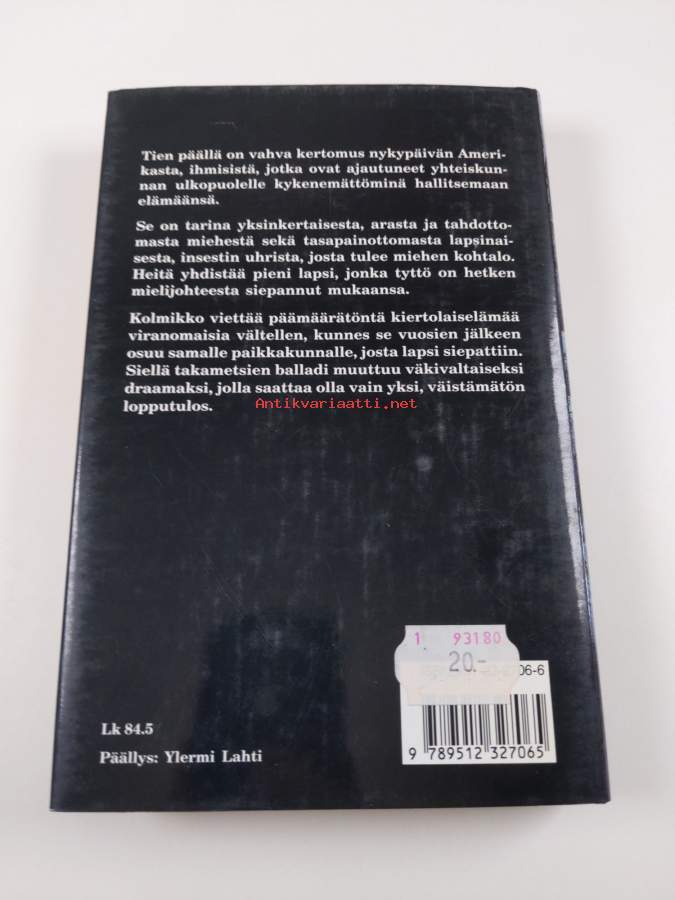 Tien päällä on vahva kertomus nykypäivän Ameri-
kasta, ihmisistä, jotka ovat ajautuneet yhteiskun-
nan ulkopuolelle kykenemättöminä hallitsemaan
elämäänsä.
Se on tarina yksinkertaisesta, arasta ja tahdotto-
masta miehestä sekä tasapainottomasta lapsinai-
sesta, insestin uhrista, josta tulee miehen kohtalo.
Heitä yhdistää pieni lapsi, jonka tyttö on hetken
mielijohteesta siepannut mukaansa.
Kolmikko viettää päämäärätöntä kiertolaiselämää
viranomaisia vältellen, kunnes se vuosien jälkeen
osuu samalle paikkakunnalle, josta lapsi siepattiin.
Siellä takametsien balladi muuttuu väkivaltaiseksi
draamaksi, jolla saattaa olla vain yksi, väistämätön
lopputulos.
Antikvariaatti.net
1 93180
20.-
06-6
Lk 84.5
Päällys: Ylermi Lahti
9 789512 327065